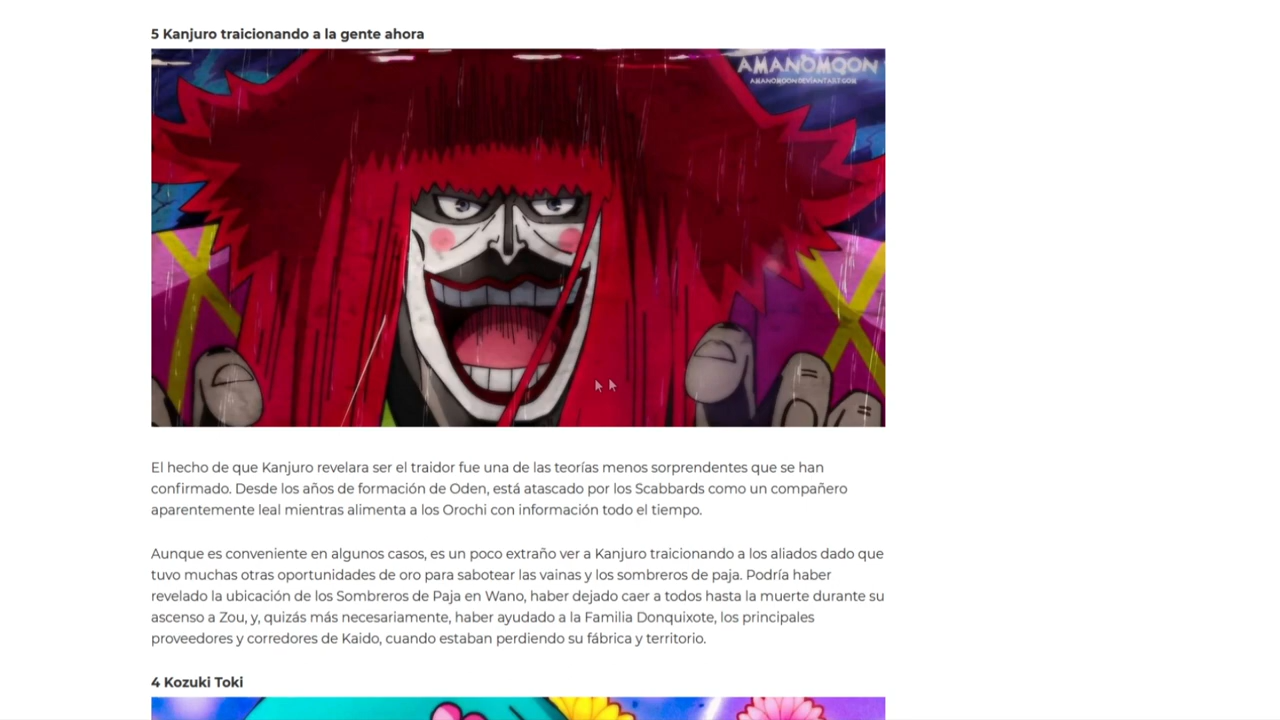 5 Kanjuro traicionando a la gente ahora
AMANOMOON
AMANOMOON.DEVIANTART.COM
El hecho de que Kanjuro revelara ser el traidor fue una de las teorías menos sorprendentes que se han
confirmado. Desde los años de formación de Oden, está atascado por los Scabbards como un compañero
aparentemente leal mientras alimenta a los Orochi con información todo el tiempo.
Aunque es conveniente en algunos casos, es un poco extraño ver a Kanjuro traicionando a los aliados dado que
tuvo muchas otras oportunidades de oro para sabotear las vainas y los sombreros de paja. Podría haber
revelado la ubicación de los Sombreros de Paja en Wano, haber dejado caer a todos hasta la muerte durante su
ascenso a Zou, y, quizás más necesariamente, haber ayudado a la Familia Donquixote, los principales
proveedores y corredores de Kaido, cuando estaban perdiendo su fábrica y territorio.
4 Kozuki Toki